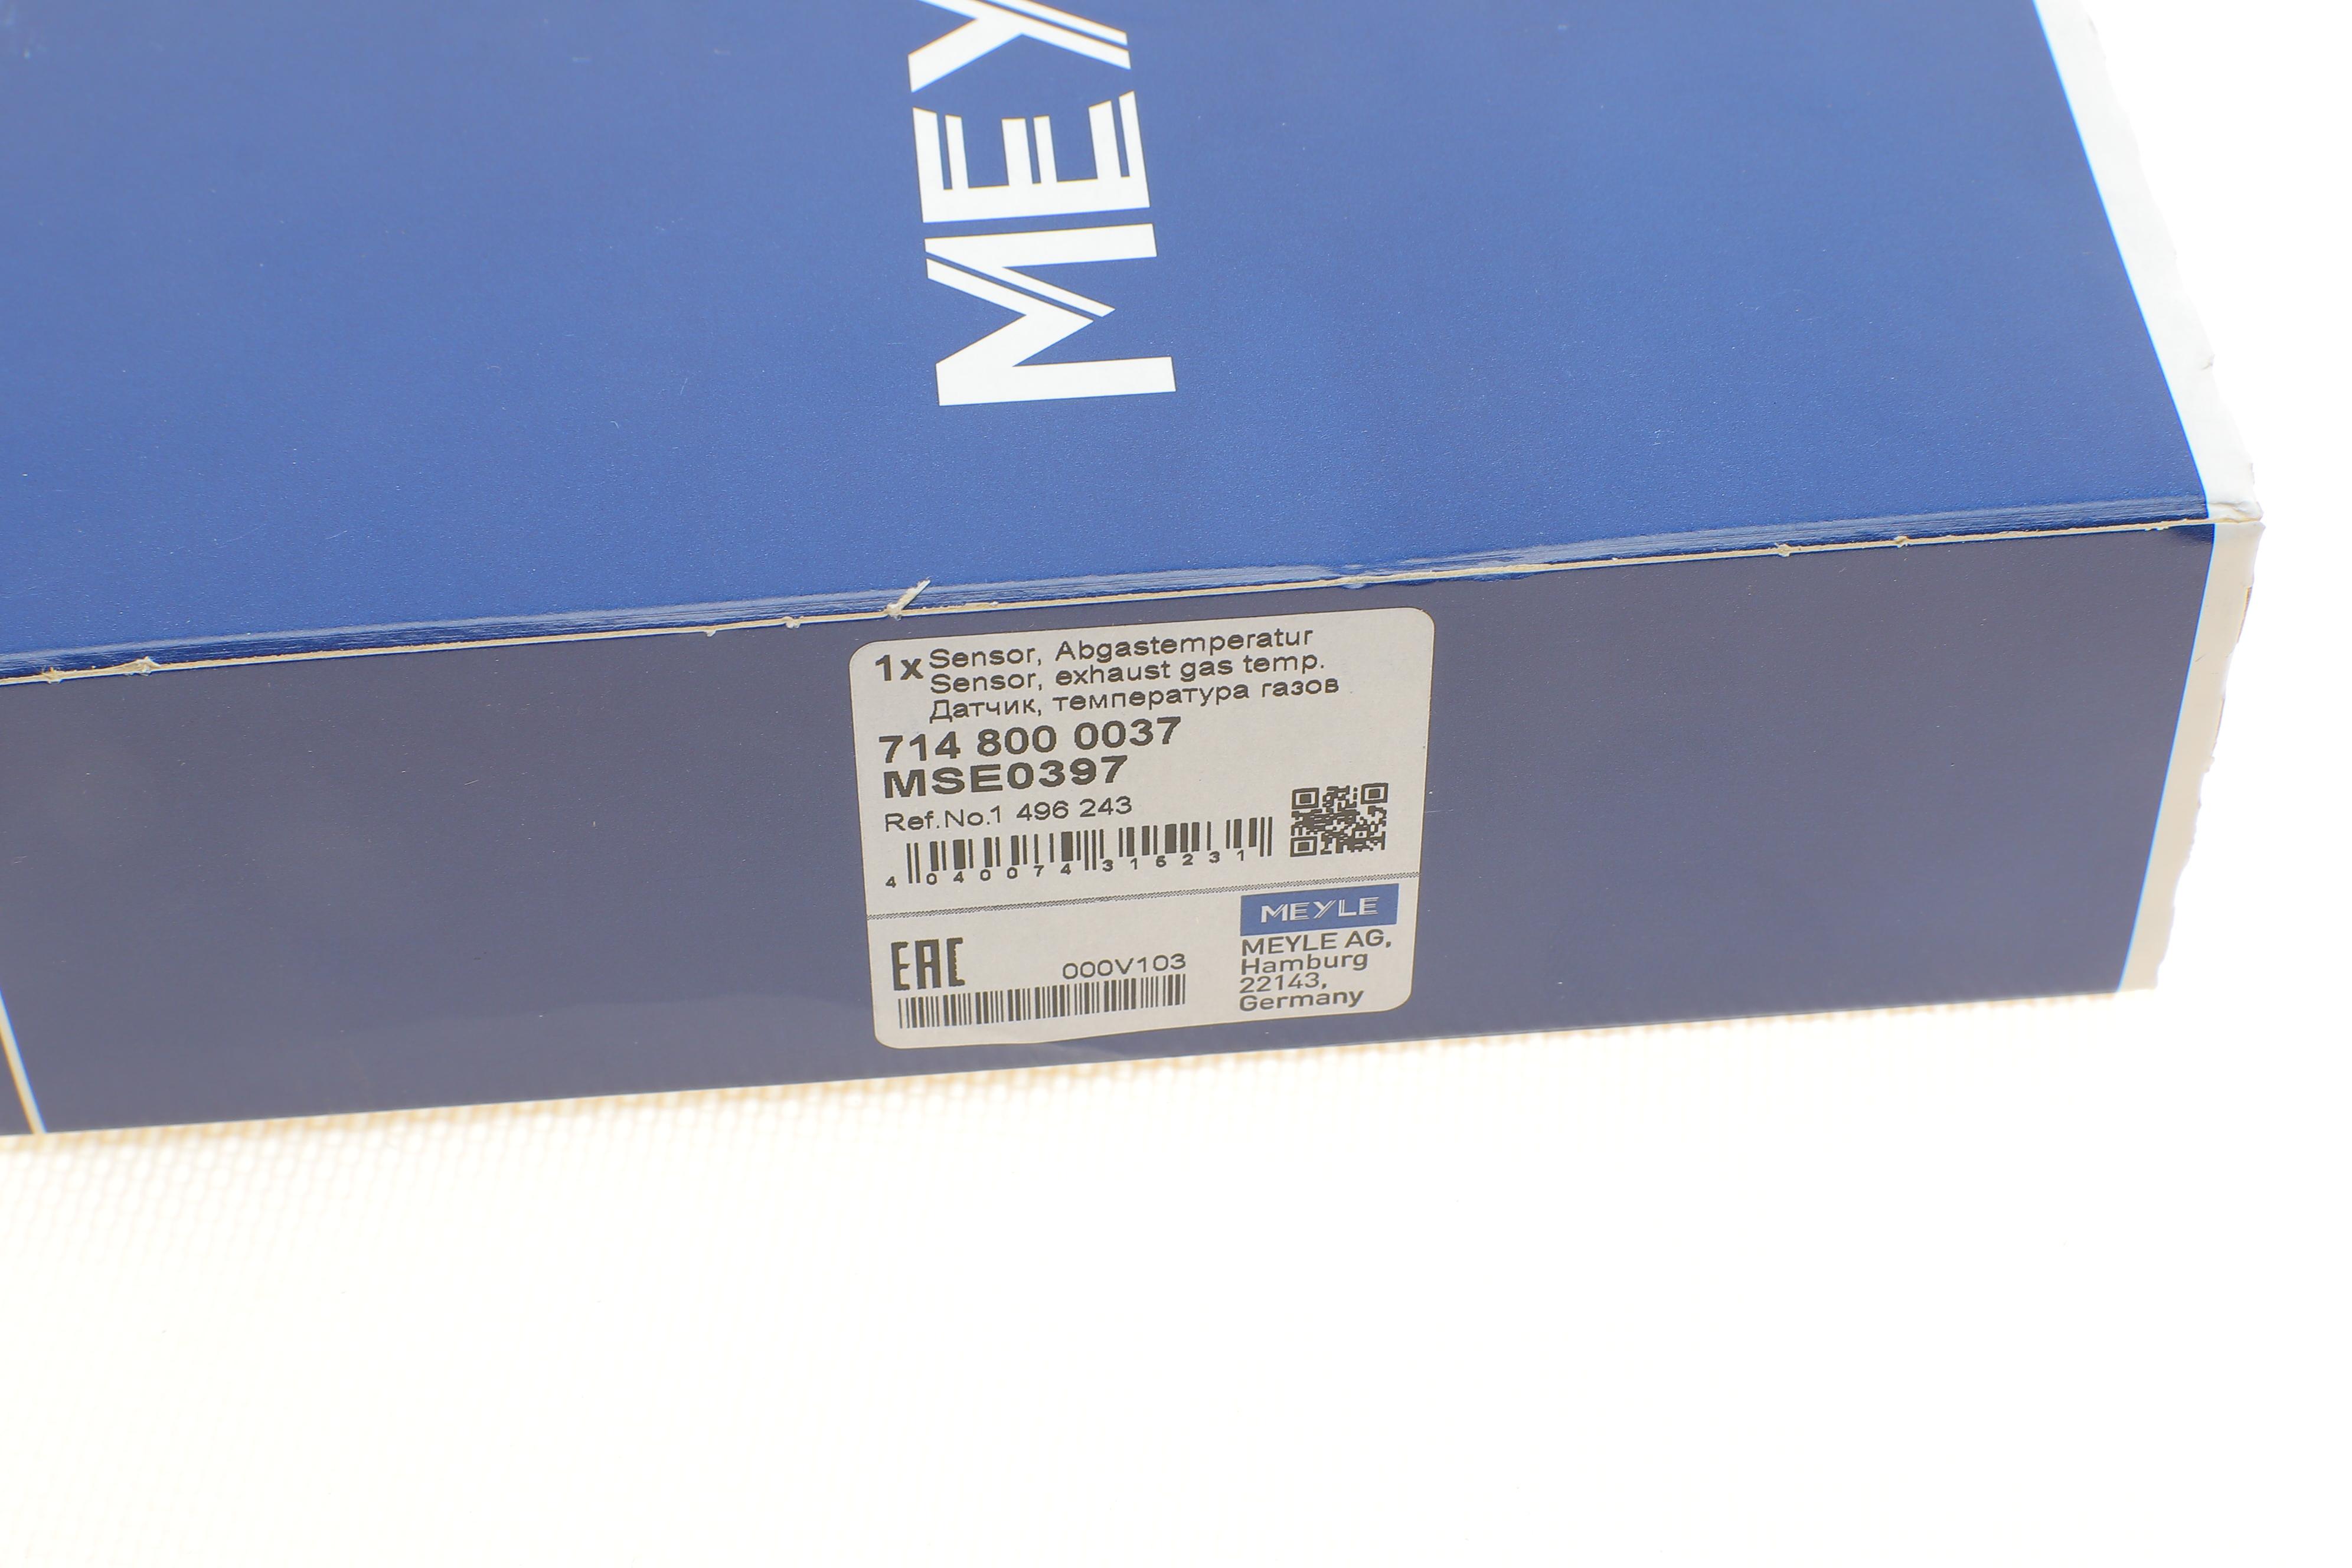 MEY
1x Sensor, Abgastemperatur
Sensor, exhaust gas temp.
Датчик, температура газов
714 800 0037
MSE0397
Ref.No.1 496 243
4 040074 316231
EAC
000V103
MEYLE
MEYLE AG,
Hamburg
22143,
Germany